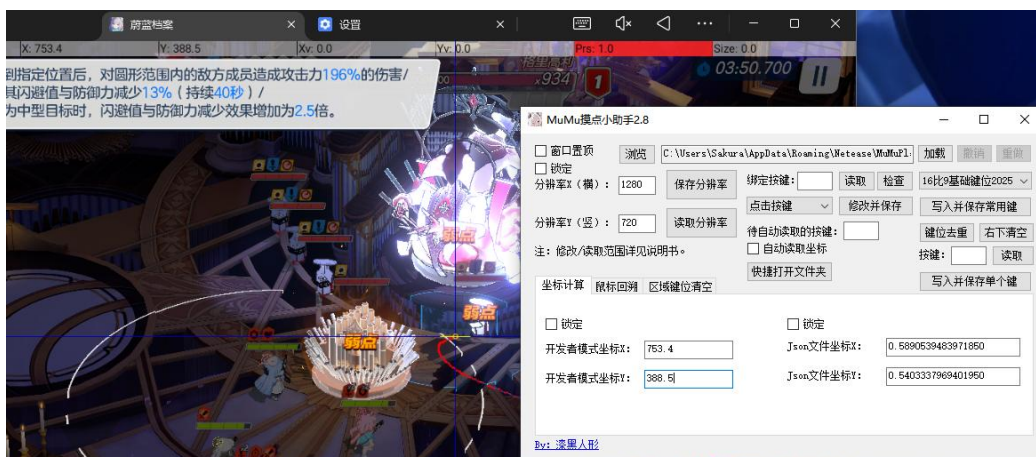 蔚蓝档案
设置
X: 753.4 Y: 388.5 Xv: 0.0 Yv: 0.0 Prs: 1.0 Size: 0.0
到指定位置后，对圆形范围内的敌方成员造成攻击力196%的伤害/
其闪避值与防御力减少13%（持续40秒）/
为中型目标时，闪避值与防御力减少效果增加为2.5倍。
格里高利
x934
1
03:50.700
弱点
弱点
弱点
MuMu摸点小助手2.8
窗口置顶
锁定
浏览
C:\Users\Sakura\AppData\Roaming\Netease\MuMuPl:
加载
撤销
重做
分辨率X（横）: 1280
保存分辨率
绑定按键:
读取
检查
16比9基础键位2025
点击按键
修改并保存
写入并保存常用键
分辨率Y（竖）: 720
读取分辨率
待自动读取的按键:
键位去重
右下清空
自动读取坐标
注: 修改/读取范围详见说明书。
按键:
读取
快捷打开文件夹
写入并保存单个键
坐标计算
鼠标回溯
区域键位清空
锁定
锁定
开发者模式坐标X: 753.4
Json文件坐标X: 0.5890539483971850
开发者模式坐标Y: 388.5
Json文件坐标Y: 0.5403337969401950
By: 漆黑人形